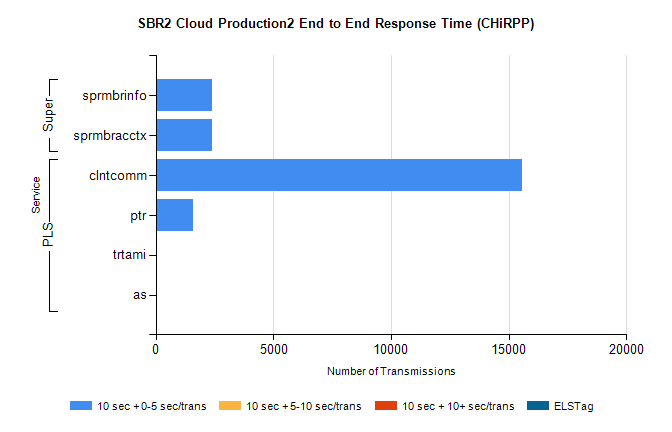 SBR2 Cloud Production2 End to End Response Time (CHiRPP)
Super
sprmbrinfo
sprmbracctx
Service
PLS
clntcomm
ptr
trtami
as
0 5000 10000 15000 20000
Number of Transmissions
10 sec +0-5 sec/trans 10 sec +5-10 sec/trans 10 sec + 10+ sec/trans ELSTag